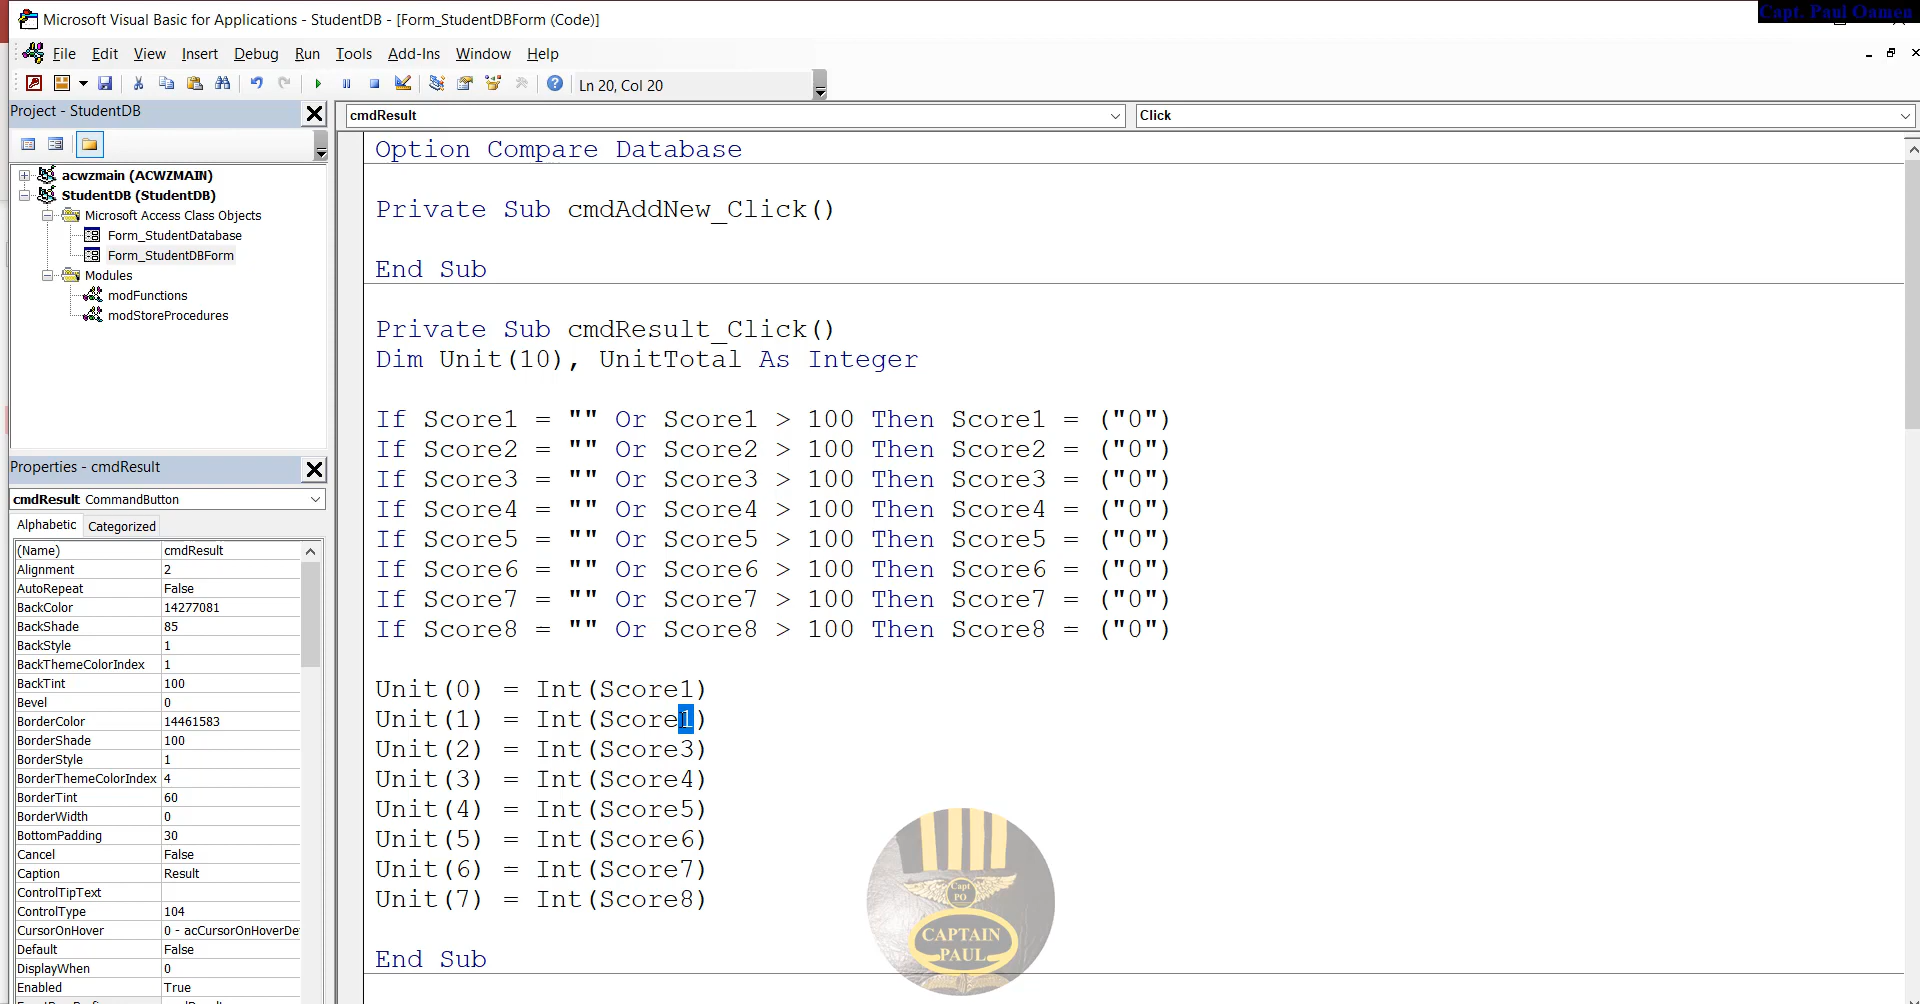 Microsoft Visual Basic for Applications - StudentDB - [Form_StudentDBForm (Code)]
Capt. Paul Oamen
File Edit View Insert Debug Run Tools Add-Ins Window Help
Ln 20, Col 20
Project - StudentDB
cmdResult
Click
acwzmain (ACWZMAIN)
StudentDB (StudentDB)
Microsoft Access Class Objects
Form_StudentDatabase
Form_StudentDBForm
Modules
modFunctions
modStoreProcedures
Properties - cmdResult
cmdResult CommandButton
Alphabetic Categorized
(Name) cmdResult
Alignment 2
AutoRepeat False
BackColor 14277081
BackShade 85
BackStyle 1
BackThemeColorIndex 1
BackTint 100
Bevel 0
BorderColor 14461583
BorderShade 100
BorderStyle 1
BorderThemeColorIndex 4
BorderTint 60
BorderWidth 0
BottomPadding 30
Cancel False
Caption Result
ControlTipText
ControlType 104
CursorOnHover 0 - acCursorOnHoverDe
Default False
DisplayWhen 0
Enabled True
Option Compare Database
Private Sub cmdAddNew_Click()
End Sub
Private Sub cmdResult_Click()
Dim Unit(10), UnitTotal As Integer
If Score1 = "" Or Score1 > 100 Then Score1 = ("0")
If Score2 = "" Or Score2 > 100 Then Score2 = ("0")
If Score3 = "" Or Score3 > 100 Then Score3 = ("0")
If Score4 = "" Or Score4 > 100 Then Score4 = ("0")
If Score5 = "" Or Score5 > 100 Then Score5 = ("0")
If Score6 = "" Or Score6 > 100 Then Score6 = ("0")
If Score7 = "" Or Score7 > 100 Then Score7 = ("0")
If Score8 = "" Or Score8 > 100 Then Score8 = ("0")
Unit(0) = Int(Score1)
Unit(1) = Int(Score1)
Unit(2) = Int(Score3)
Unit(3) = Int(Score4)
Unit(4) = Int(Score5)
Unit(5) = Int(Score6)
Unit(6) = Int(Score7)
Unit(7) = Int(Score8)
End Sub
Capt
PO
CAPTAIN
PAUL